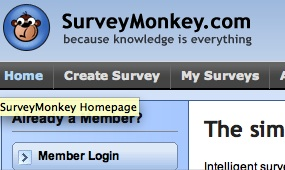 SurveyMonkey.com
because knowledge is everything
Home Create Survey My Surveys
SurveyMonkey Homepage
Already a Member?
The sim
Member Login
Intelligent surve